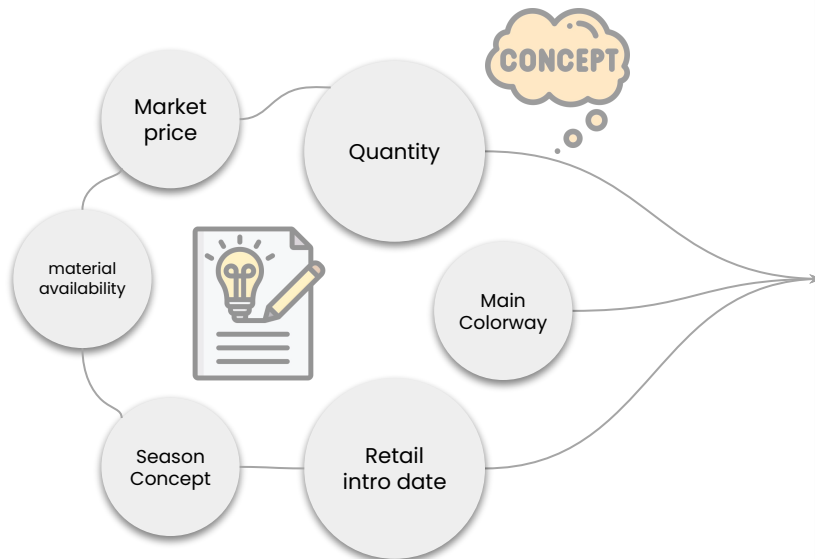 CONCEPT
Market
price
Quantity
material
availability
Main
Colorway
Season
Concept
Retail
intro date